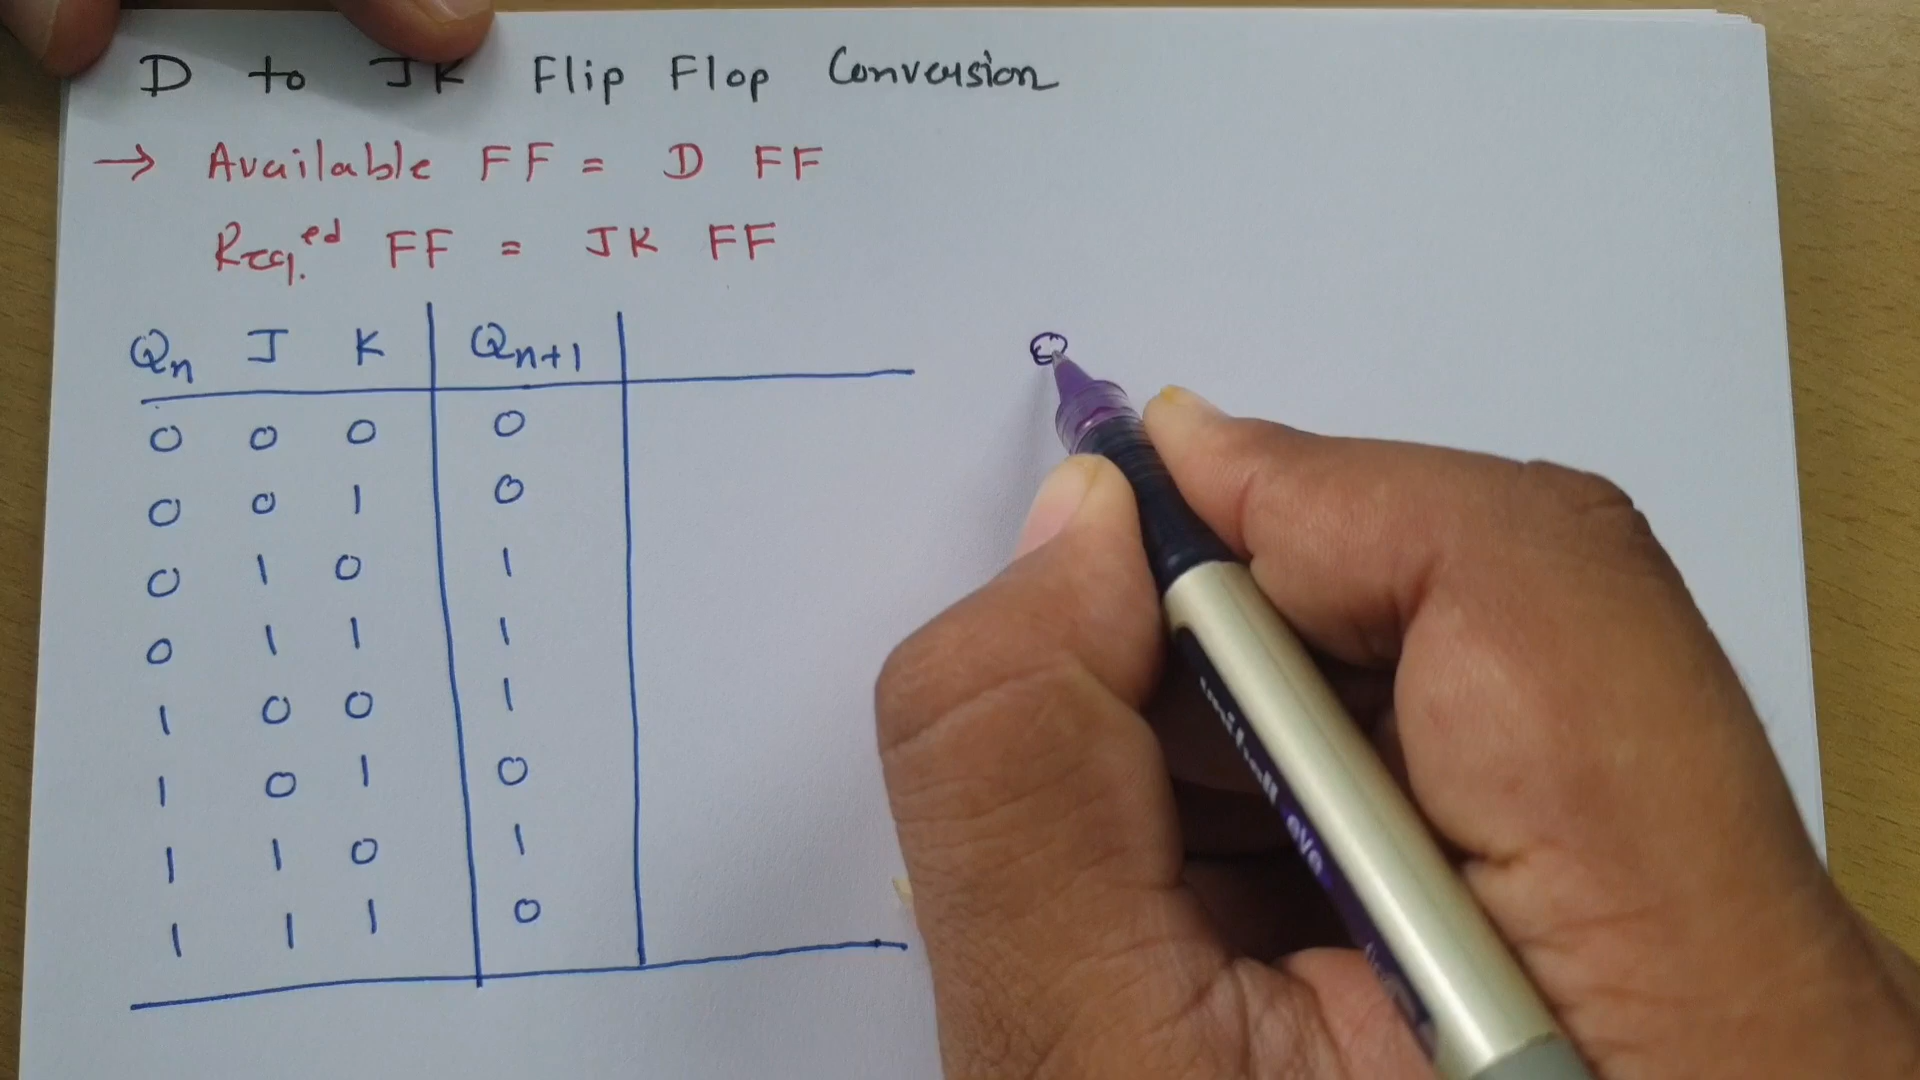 D to JK Flip Flop Conversion
→ Available FF = D FF
Req.ed FF = JK FF
Qn J K Qn+1
0 0 0 0
0 0 1 0
0 1 0 1
0 1 1 1
1 0 0 1
1 0 1 0
1 1 0 1
1 1 1 0
uniball eye